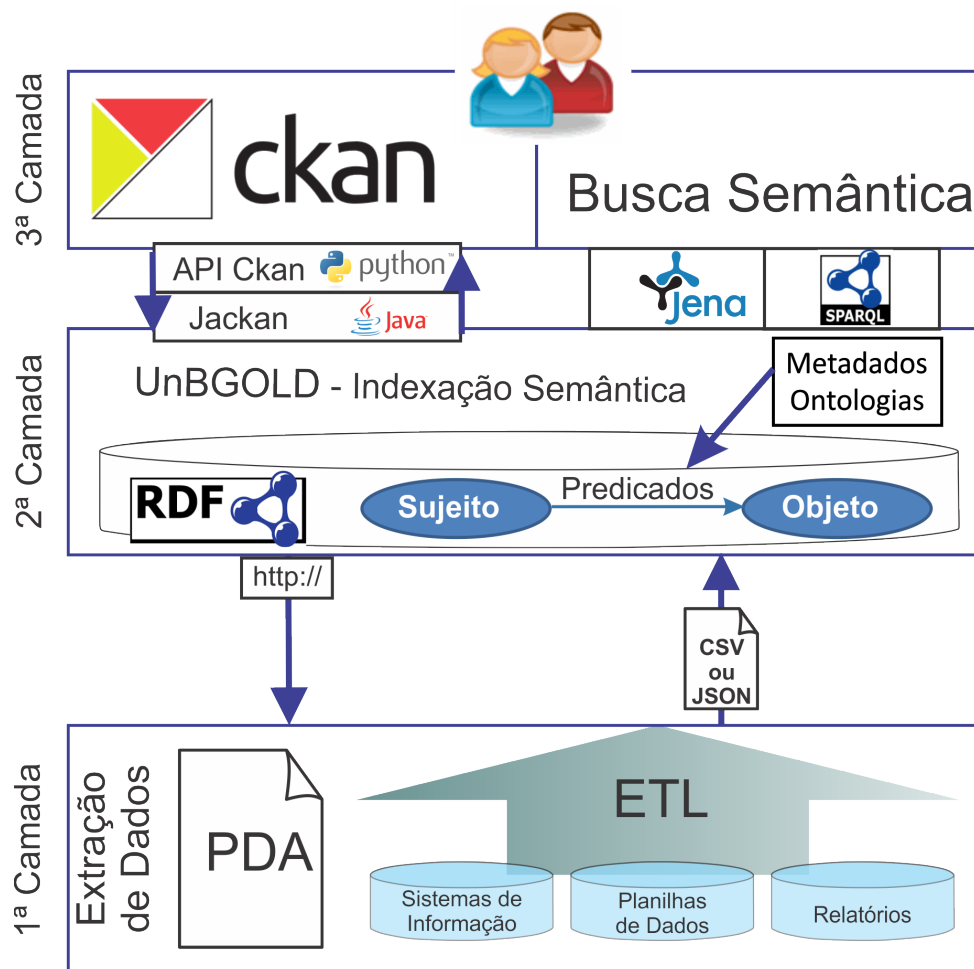 3ª Camada
ckan
Busca Semântica
API Ckan
python™
Jackan
Java
Jena
SPARQL
2ª Camada
UnBGOLD - Indexação Semântica
Metadados
Ontologias
RDF
Sujeito
Predicados
Objeto
http://
CSV
ou
JSON
1ª Camada
Extração
de Dados
PDA
ETL
Sistemas de
Informação
Planilhas
de Dados
Relatórios